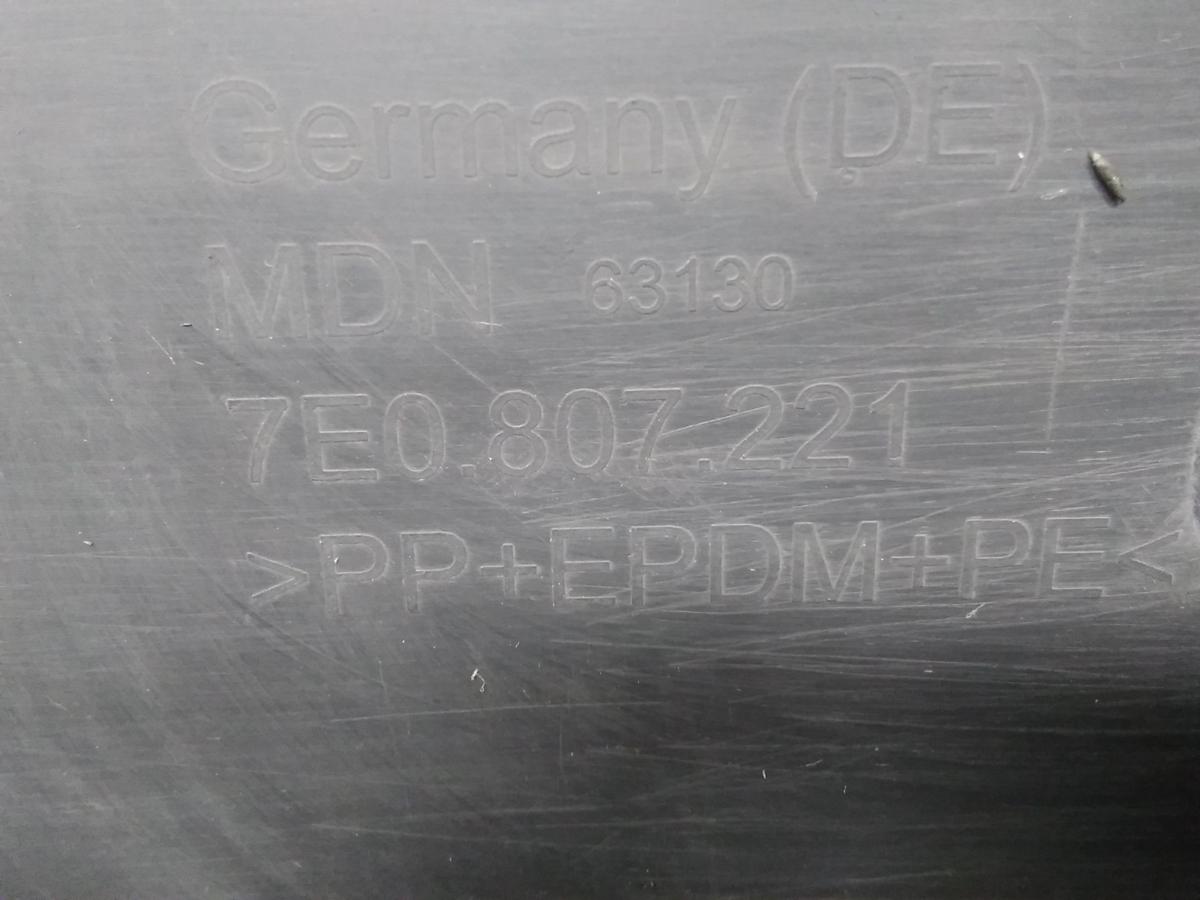 Germany (DE)
MDN 63130
7E0.807.221
>PP+EPDM+PE<